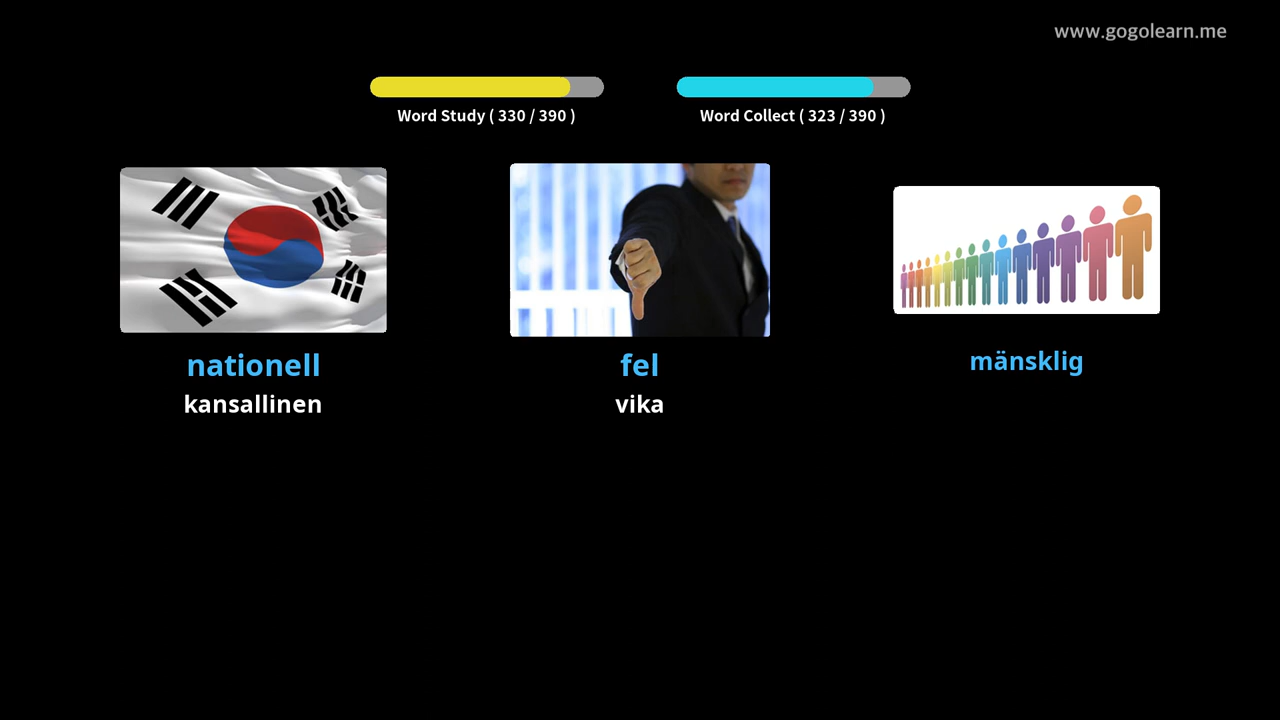 www.gogolearn.me
Word Study ( 330 / 390 )
Word Collect ( 323 / 390 )
nationell
fel
mänsklig
kansallinen
vika